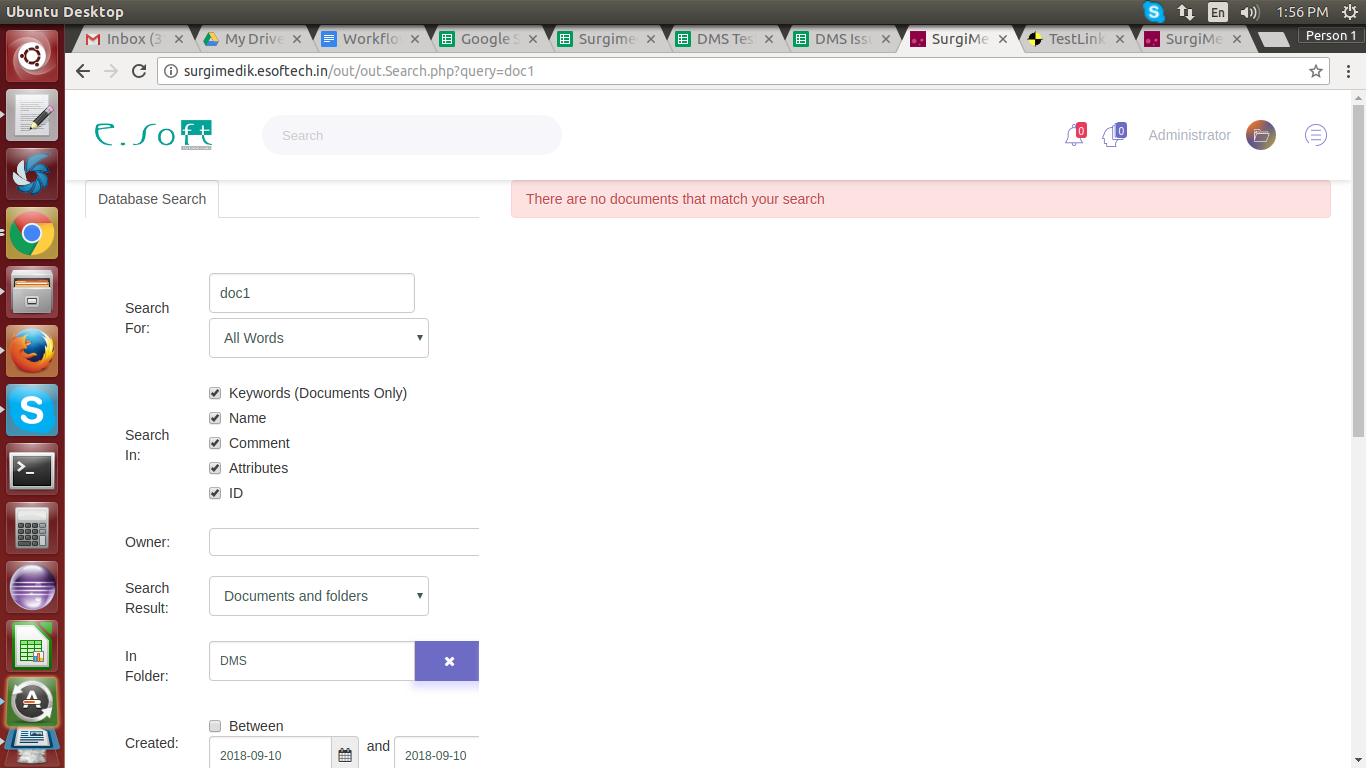 Ubuntu Desktop
En
1:56 PM
Inbox (3
My Drive
Workflo
Google S
Surgime
DMS Tes
DMS Iss
SurgiMe
TestLink
SurgiMe
Person 1
surgimedik.esoftech.in/out/out.Search.php?query=doc1
e.soft
Search
0
0
Administrator
Database Search
There are no documents that match your search
Search For:
doc1
All Words
Search In:
Keywords (Documents Only)
Name
Comment
Attributes
ID
Owner:
Search Result:
Documents and folders
In Folder:
DMS
Created:
Between
2018-09-10
and
2018-09-10